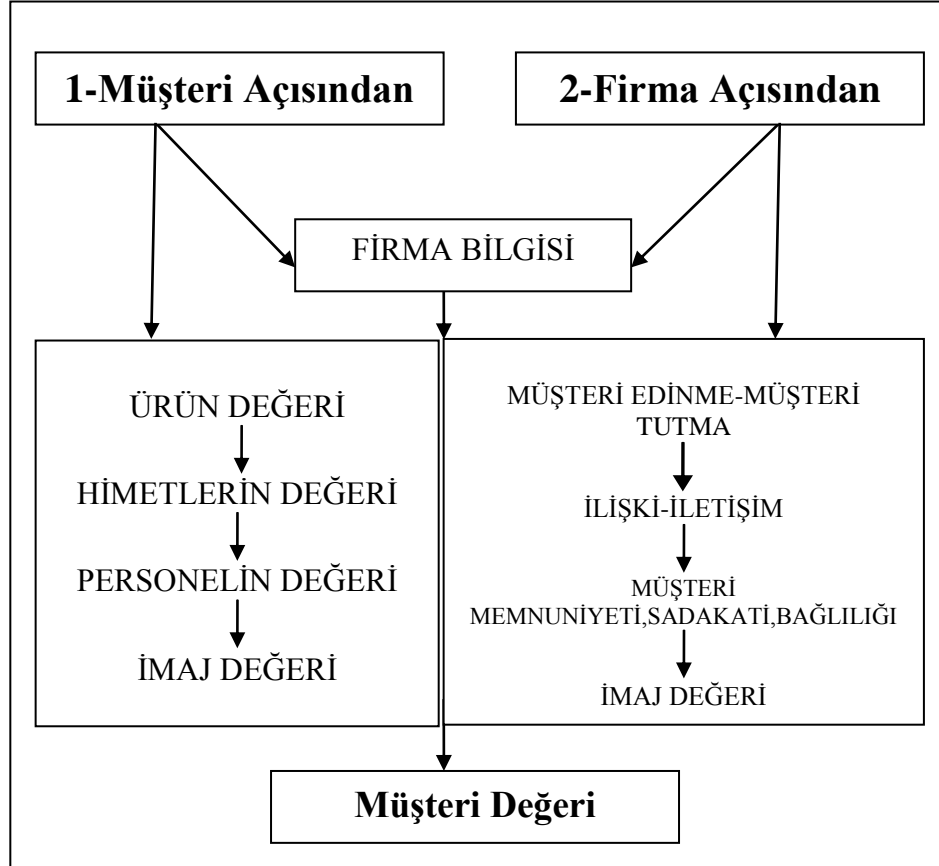 1-Müşteri Açısından
2-Firma Açısından
FİRMA BİLGİSİ
ÜRÜN DEĞERİ
HİMETLERİN DEĞERİ
PERSONELİN DEĞERİ
İMAJ DEĞERİ
MÜŞTERİ EDİNME-MÜŞTERİ
TUTMA
İLİŞKİ-İLETİŞİM
MÜŞTERİ
MEMNUNİYETİ,SADAKATİ,BAĞLILIĞI
İMAJ DEĞERİ
Müşteri Değeri